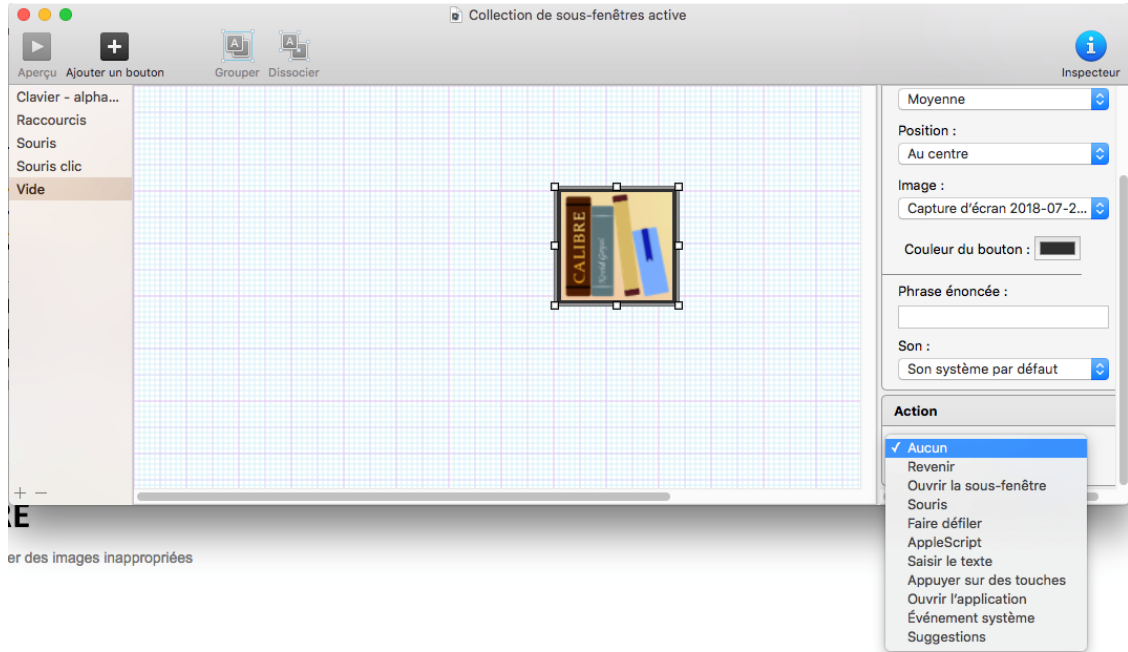 Collection de sous-fenêtres active
Aperçu Ajouter un bouton Grouper Dissocier Inspecteur
Clavier - alpha...
Raccourcis
Souris
Souris clic
Vide
CALIBRE
Kovid Goyal
Moyenne
Position :
Au centre
Image :
Capture d'écran 2018-07-2...
Couleur du bouton :
Phrase énoncée :
Son :
Son système par défaut
Action
✓ Aucun
Revenir
Ouvrir la sous-fenêtre
Souris
Faire défiler
AppleScript
Saisir le texte
Appuyer sur des touches
Ouvrir l'application
Événement système
Suggestions
+ −
RE
er des images inappropriées